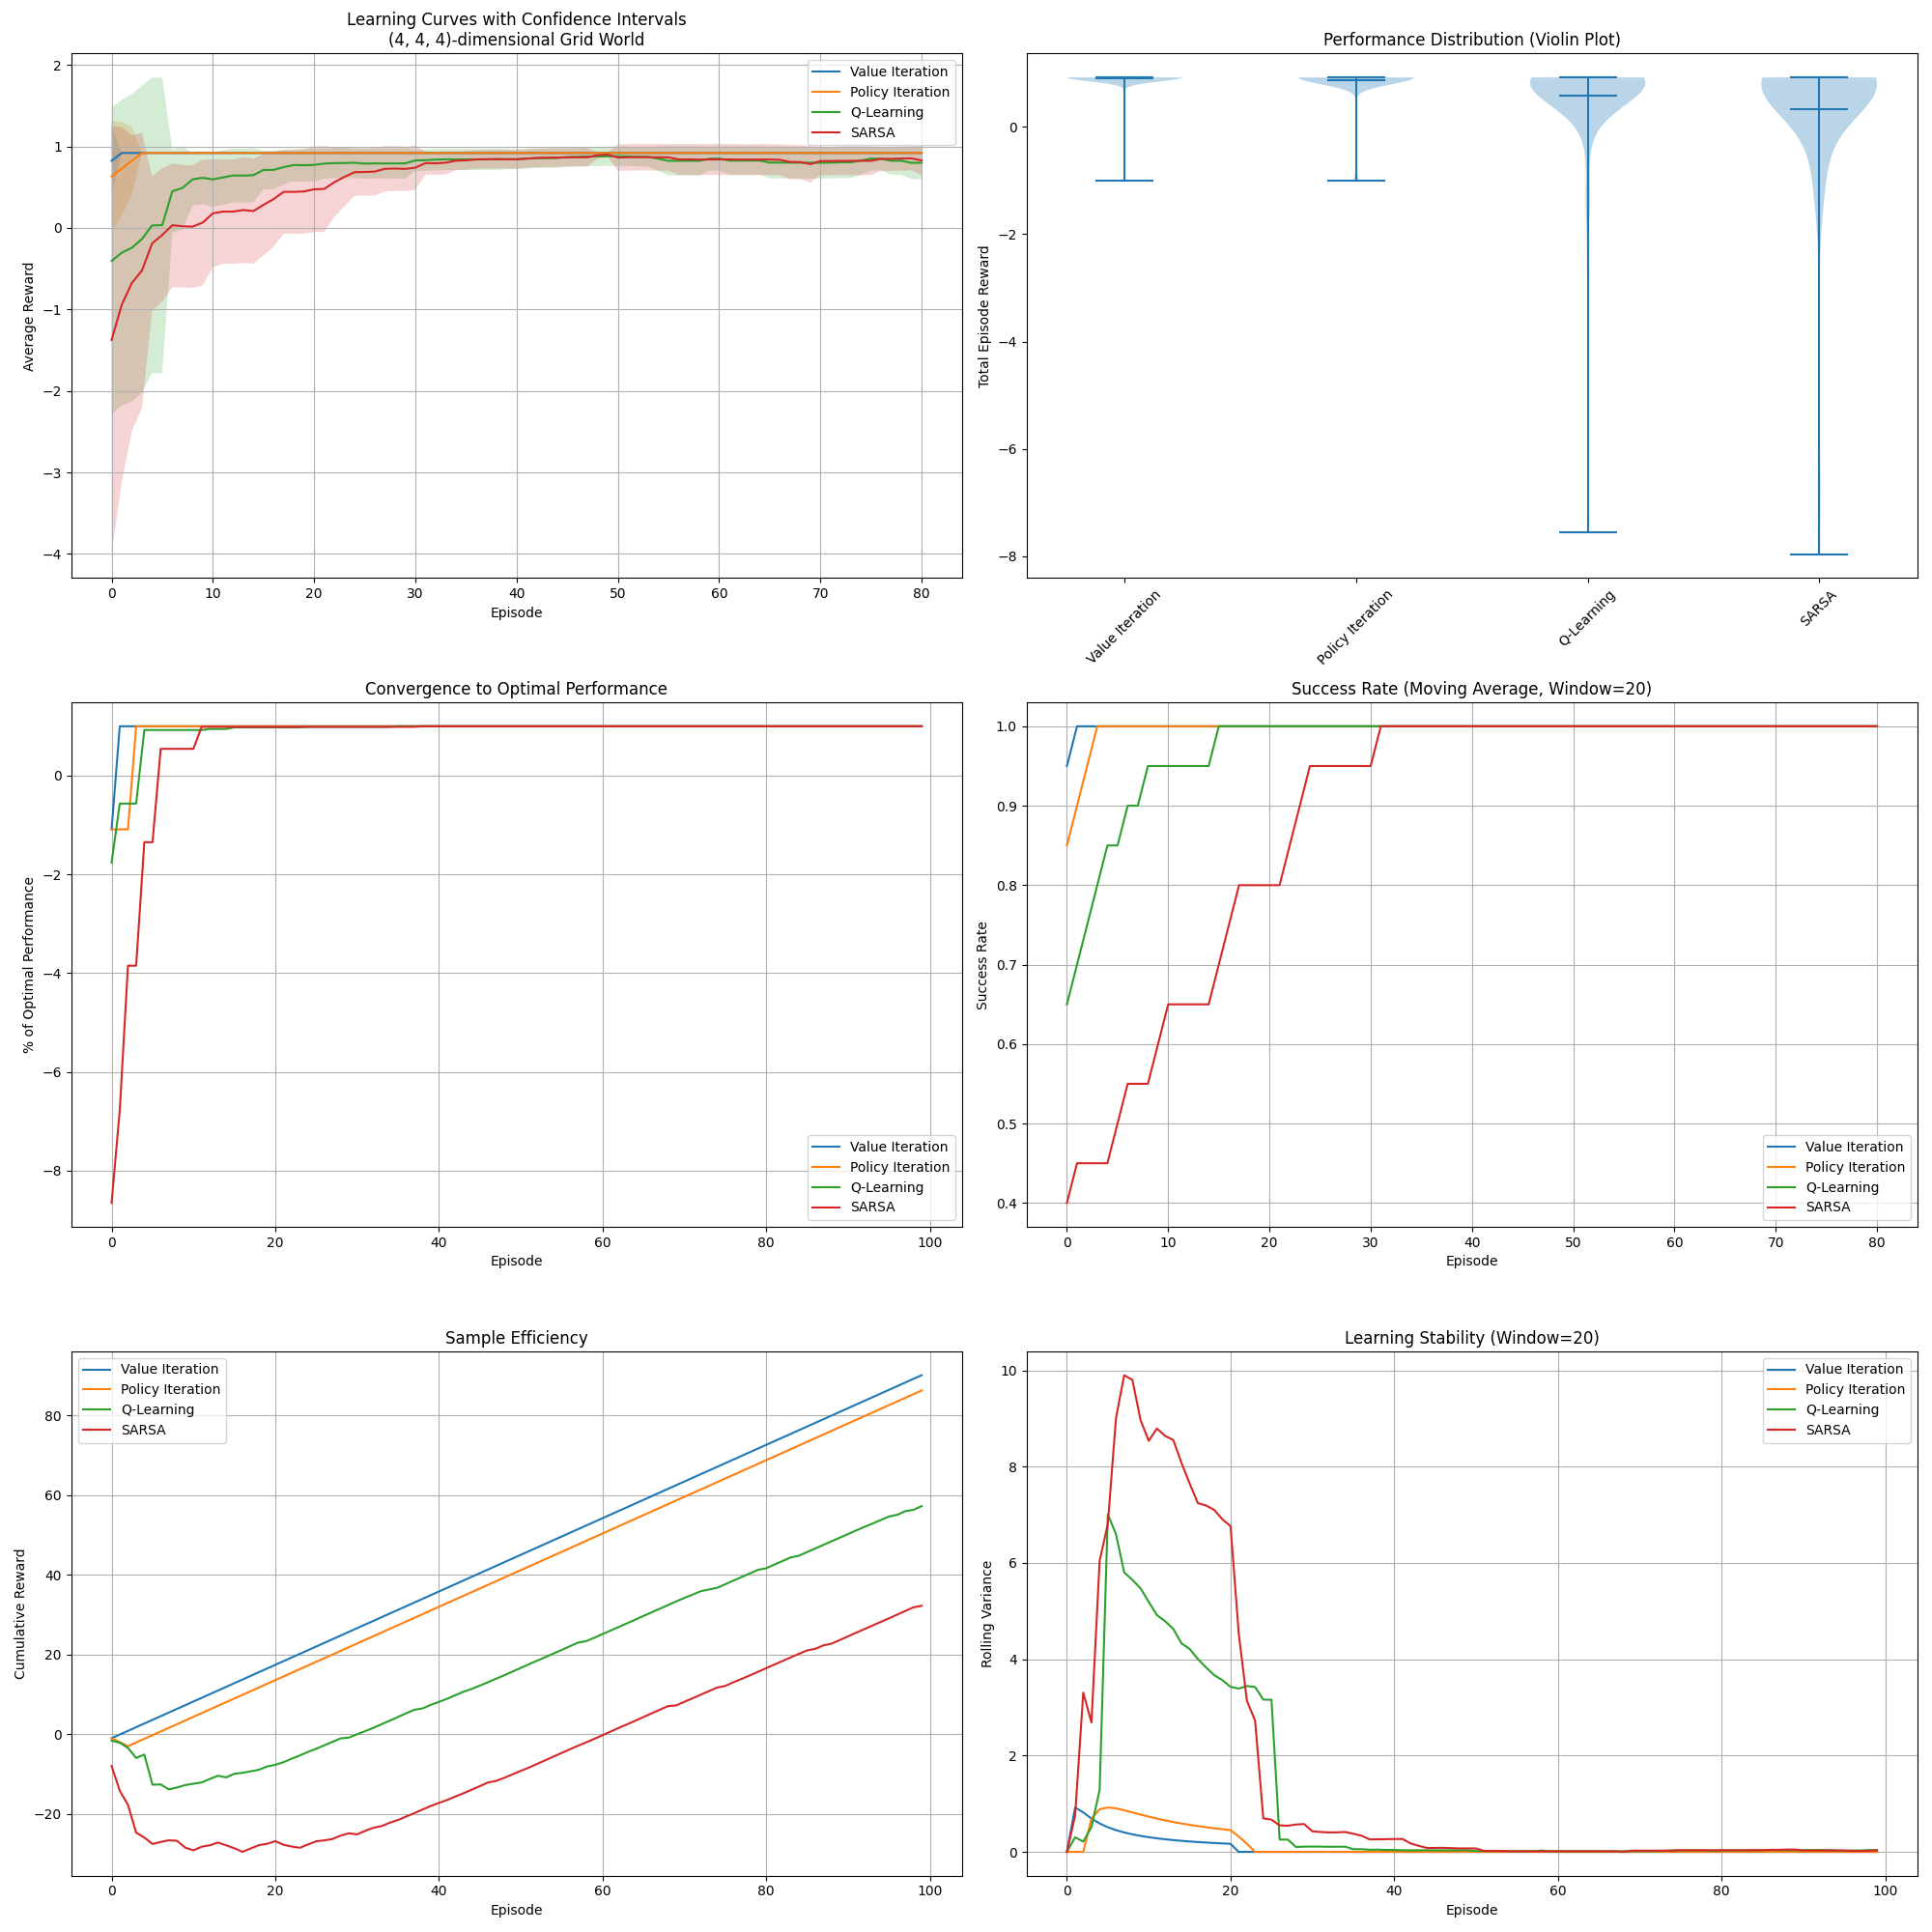 Learning Curves with Confidence Intervals
(4, 4, 4)-dimensional Grid World
2
1
0
−1
−2
−3
−4
Average Reward
0 10 20 30 40 50 60 70 80
Episode
Value Iteration
Policy Iteration
Q-Learning
SARSA
Performance Distribution (Violin Plot)
0
−2
−4
−6
−8
Total Episode Reward
Value Iteration
Policy Iteration
Q-Learning
SARSA
Convergence to Optimal Performance
0
−2
−4
−6
−8
% of Optimal Performance
0 20 40 60 80 100
Episode
Value Iteration
Policy Iteration
Q-Learning
SARSA
Success Rate (Moving Average, Window=20)
1.0
0.9
0.8
0.7
0.6
0.5
0.4
Success Rate
0 10 20 30 40 50 60 70 80
Episode
Value Iteration
Policy Iteration
Q-Learning
SARSA
Sample Efficiency
Value Iteration
Policy Iteration
Q-Learning
SARSA
80
60
40
20
0
−20
Cumulative Reward
0 20 40 60 80 100
Episode
Learning Stability (Window=20)
Value Iteration
Policy Iteration
Q-Learning
SARSA
10
8
6
4
2
0
Rolling Variance
0 20 40 60 80 100
Episode